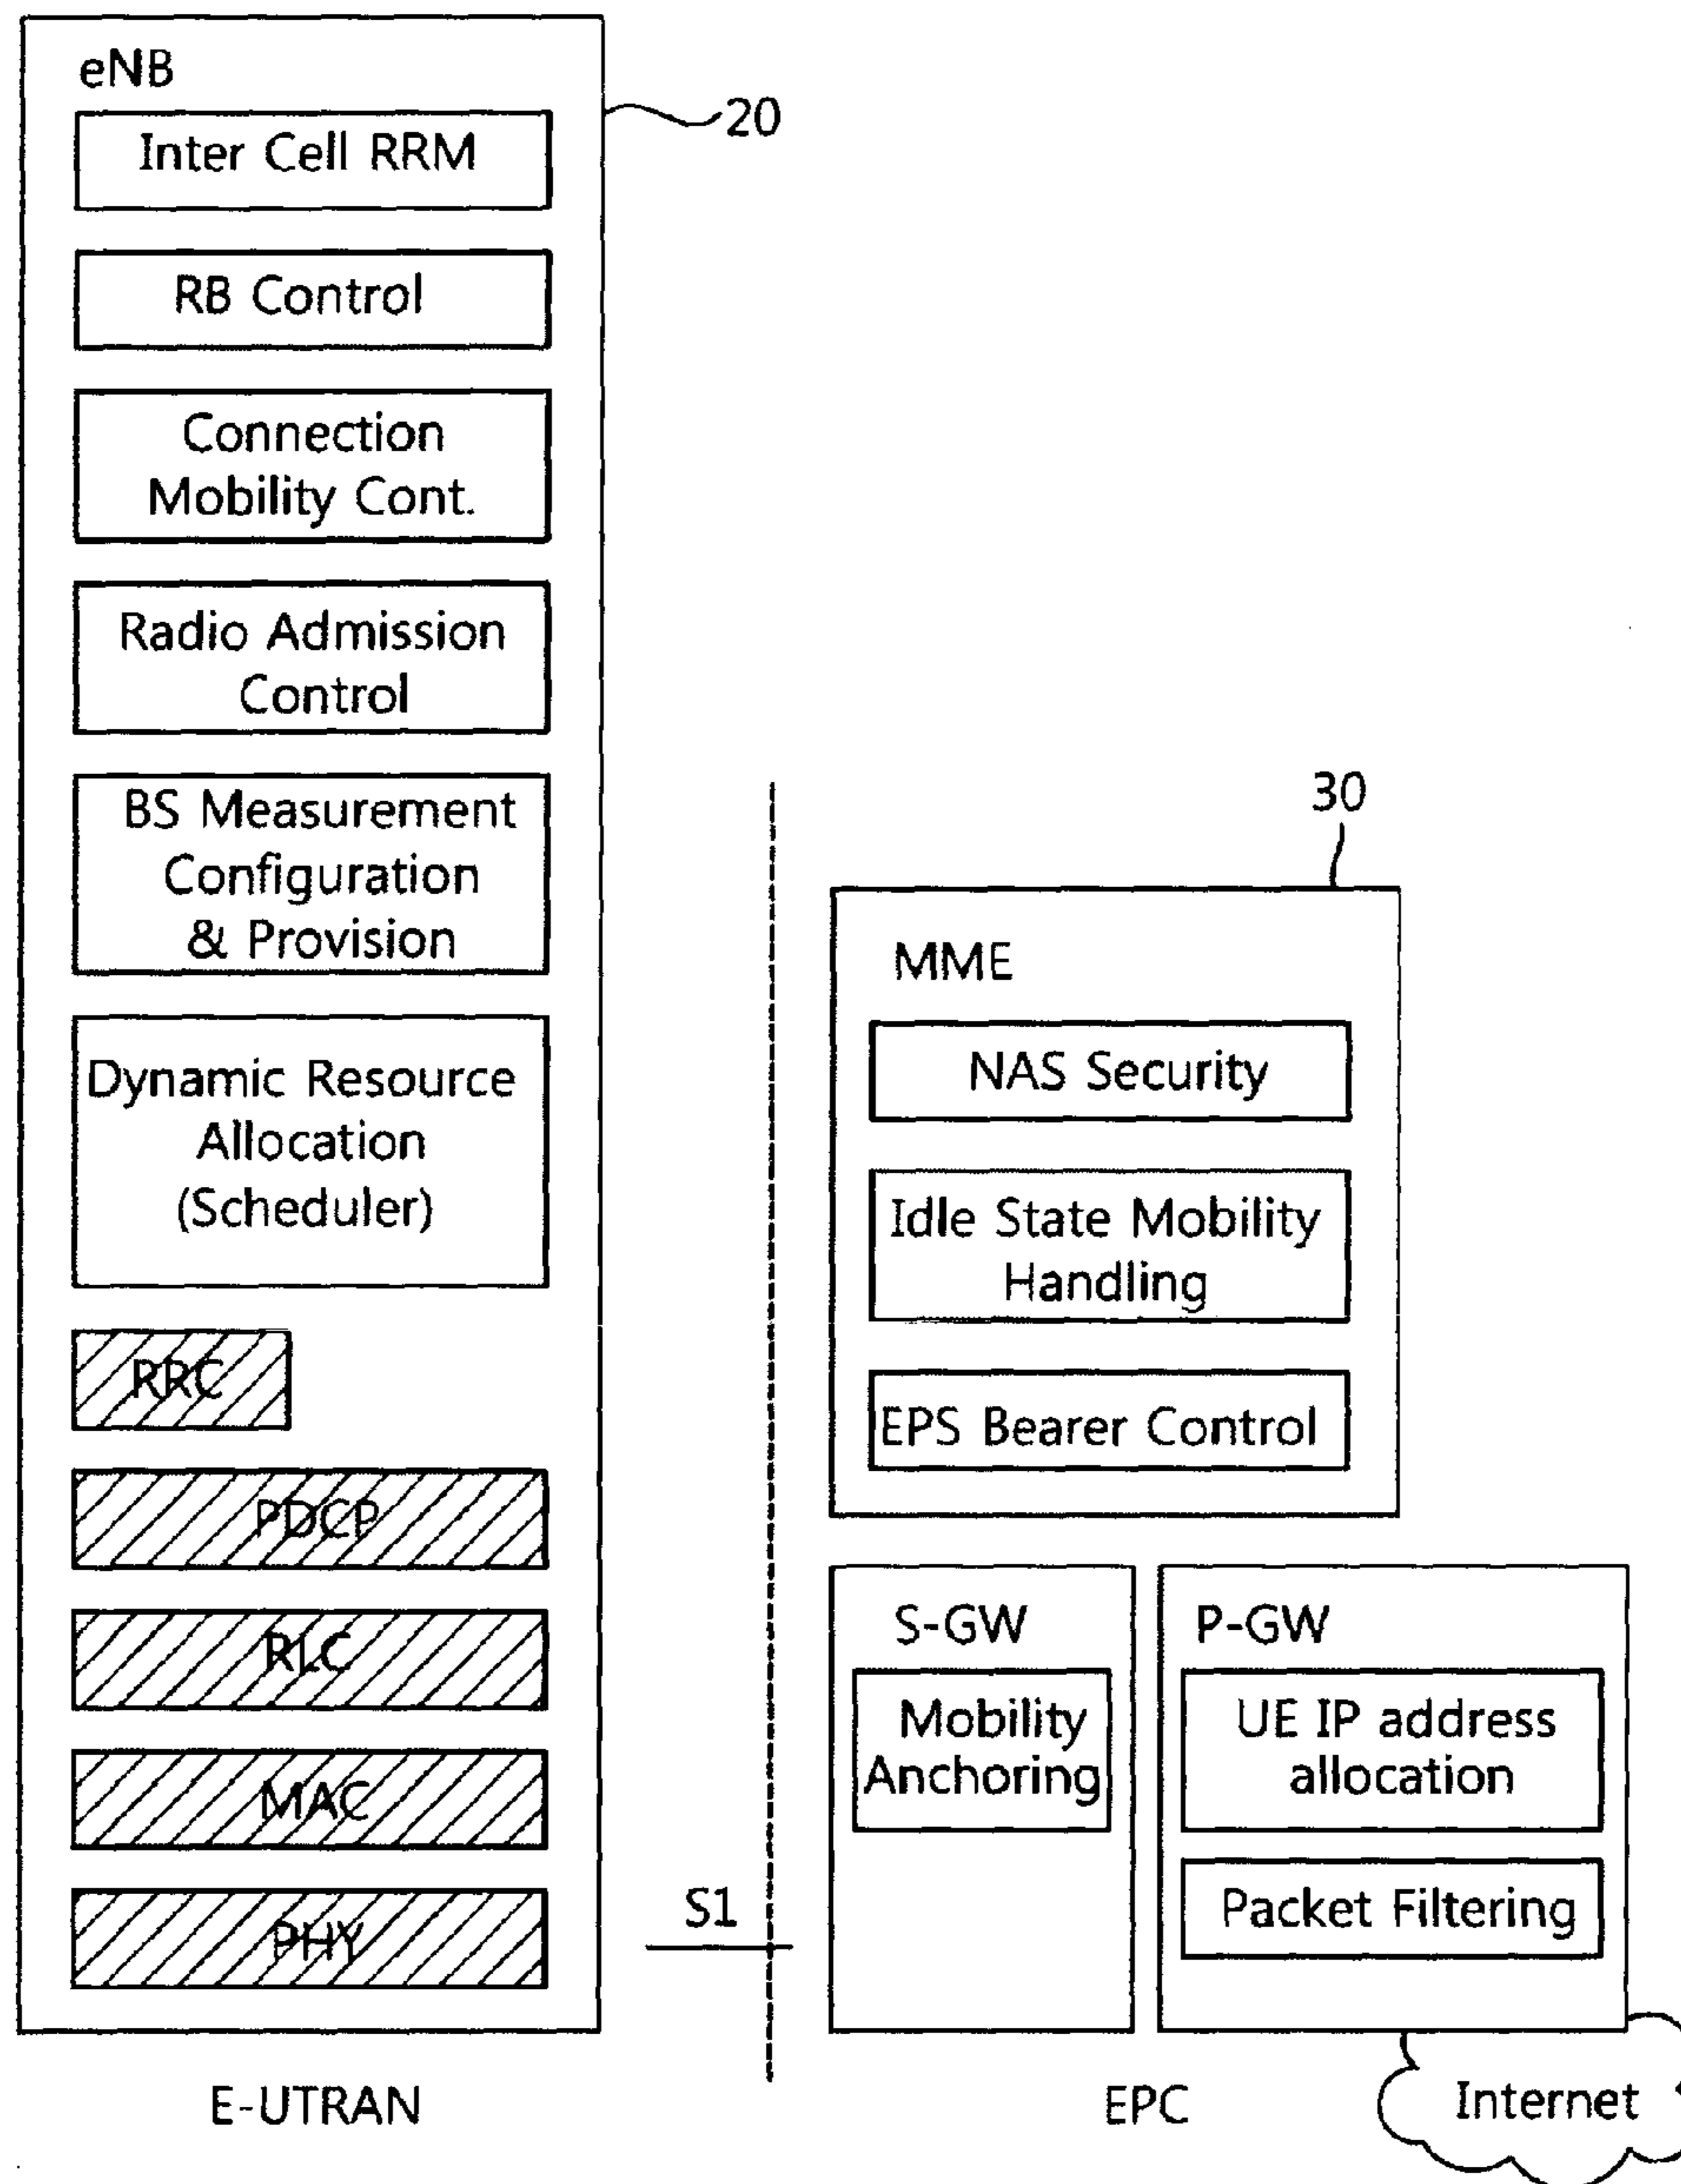 eNB
20
Inter Cell RRM
RB Control
Connection
Mobility Cont.
Radio Admission
Control
BS Measurement
Configuration
& Provision
Dynamic Resource
Allocation
(Scheduler)
RRC
PDCP
RLC
MAC
PHY
E-UTRAN
S1
30
MME
NAS Security
Idle State Mobility
Handling
EPS Bearer Control
S-GW
Mobility
Anchoring
P-GW
UE IP address
allocation
Packet Filtering
EPC
Internet